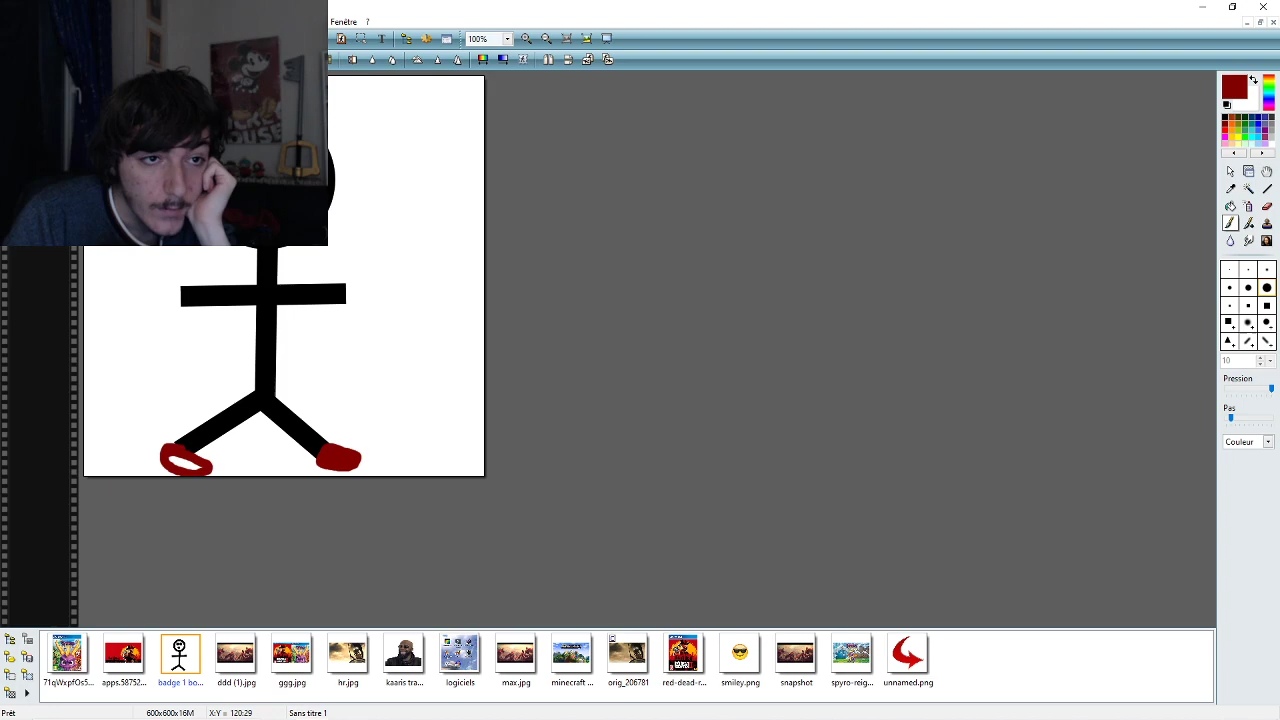 Fenêtre ?
100%
10
Pression
Pas
Couleur
71qWxpfOs5... apps.58752... badge 1 bo... ddd (1).jpg ggg.jpg hr.jpg kaaris tra... logiciels max.jpg minecraft ... orig_206781 red-dead-r... smiley.png snapshot spyro-reig... unnamed.png
Prêt 600x600x16M X:Y = 120:29 Sans titre 1